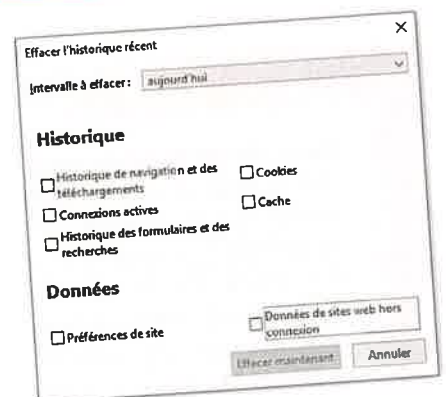 Effacer l'historique récent
Intervalle à effacer : aujourd'hui
Historique
Historique de navigation et des
téléchargements
Cookies
Connexions actives
Cache
Historique des formulaires et des
recherches
Données
Préférences de site
Données de sites web hors
connexion
Effacer maintenant
Annuler